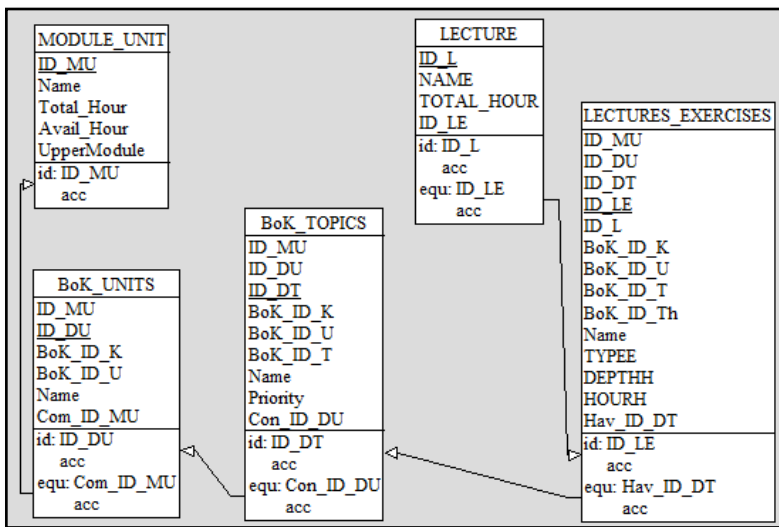 MODULE_UNIT
ID_MU
Name
Total_Hour
Avail_Hour
UpperModule
id: ID_MU
acc
LECTURE
ID_L
NAME
TOTAL_HOUR
ID_LE
id: ID_L
acc
equ: ID_LE
acc
LECTURES_EXERCISES
ID_MU
ID_DU
ID_DT
ID_LE
ID_L
BoK_ID_K
BoK_ID_U
BoK_ID_T
BoK_ID_Th
Name
TYPEE
DEPTHH
HOURH
Hav_ID_DT
id: ID_LE
acc
equ: Hav_ID_DT
acc
BoK_TOPICS
ID_MU
ID_DU
ID_DT
BoK_ID_K
BoK_ID_U
BoK_ID_T
Name
Priority
Con_ID_DU
id: ID_DT
acc
equ: Con_ID_DU
acc
BoK_UNITS
ID_MU
ID_DU
BoK_ID_K
BoK_ID_U
Name
Com_ID_MU
id: ID_DU
acc
equ: Com_ID_MU
acc